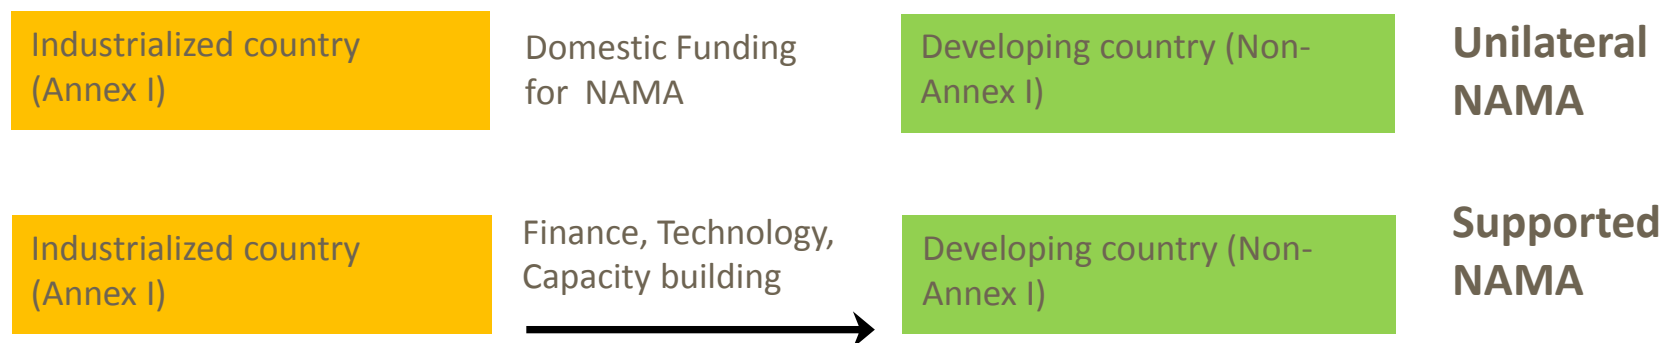 Industrialized country
(Annex I)
Domestic Funding
for NAMA
Developing country (Non-
Annex I)
Unilateral
NAMA
Industrialized country
(Annex I)
Finance, Technology,
Capacity building
Developing country (Non-
Annex I)
Supported
NAMA